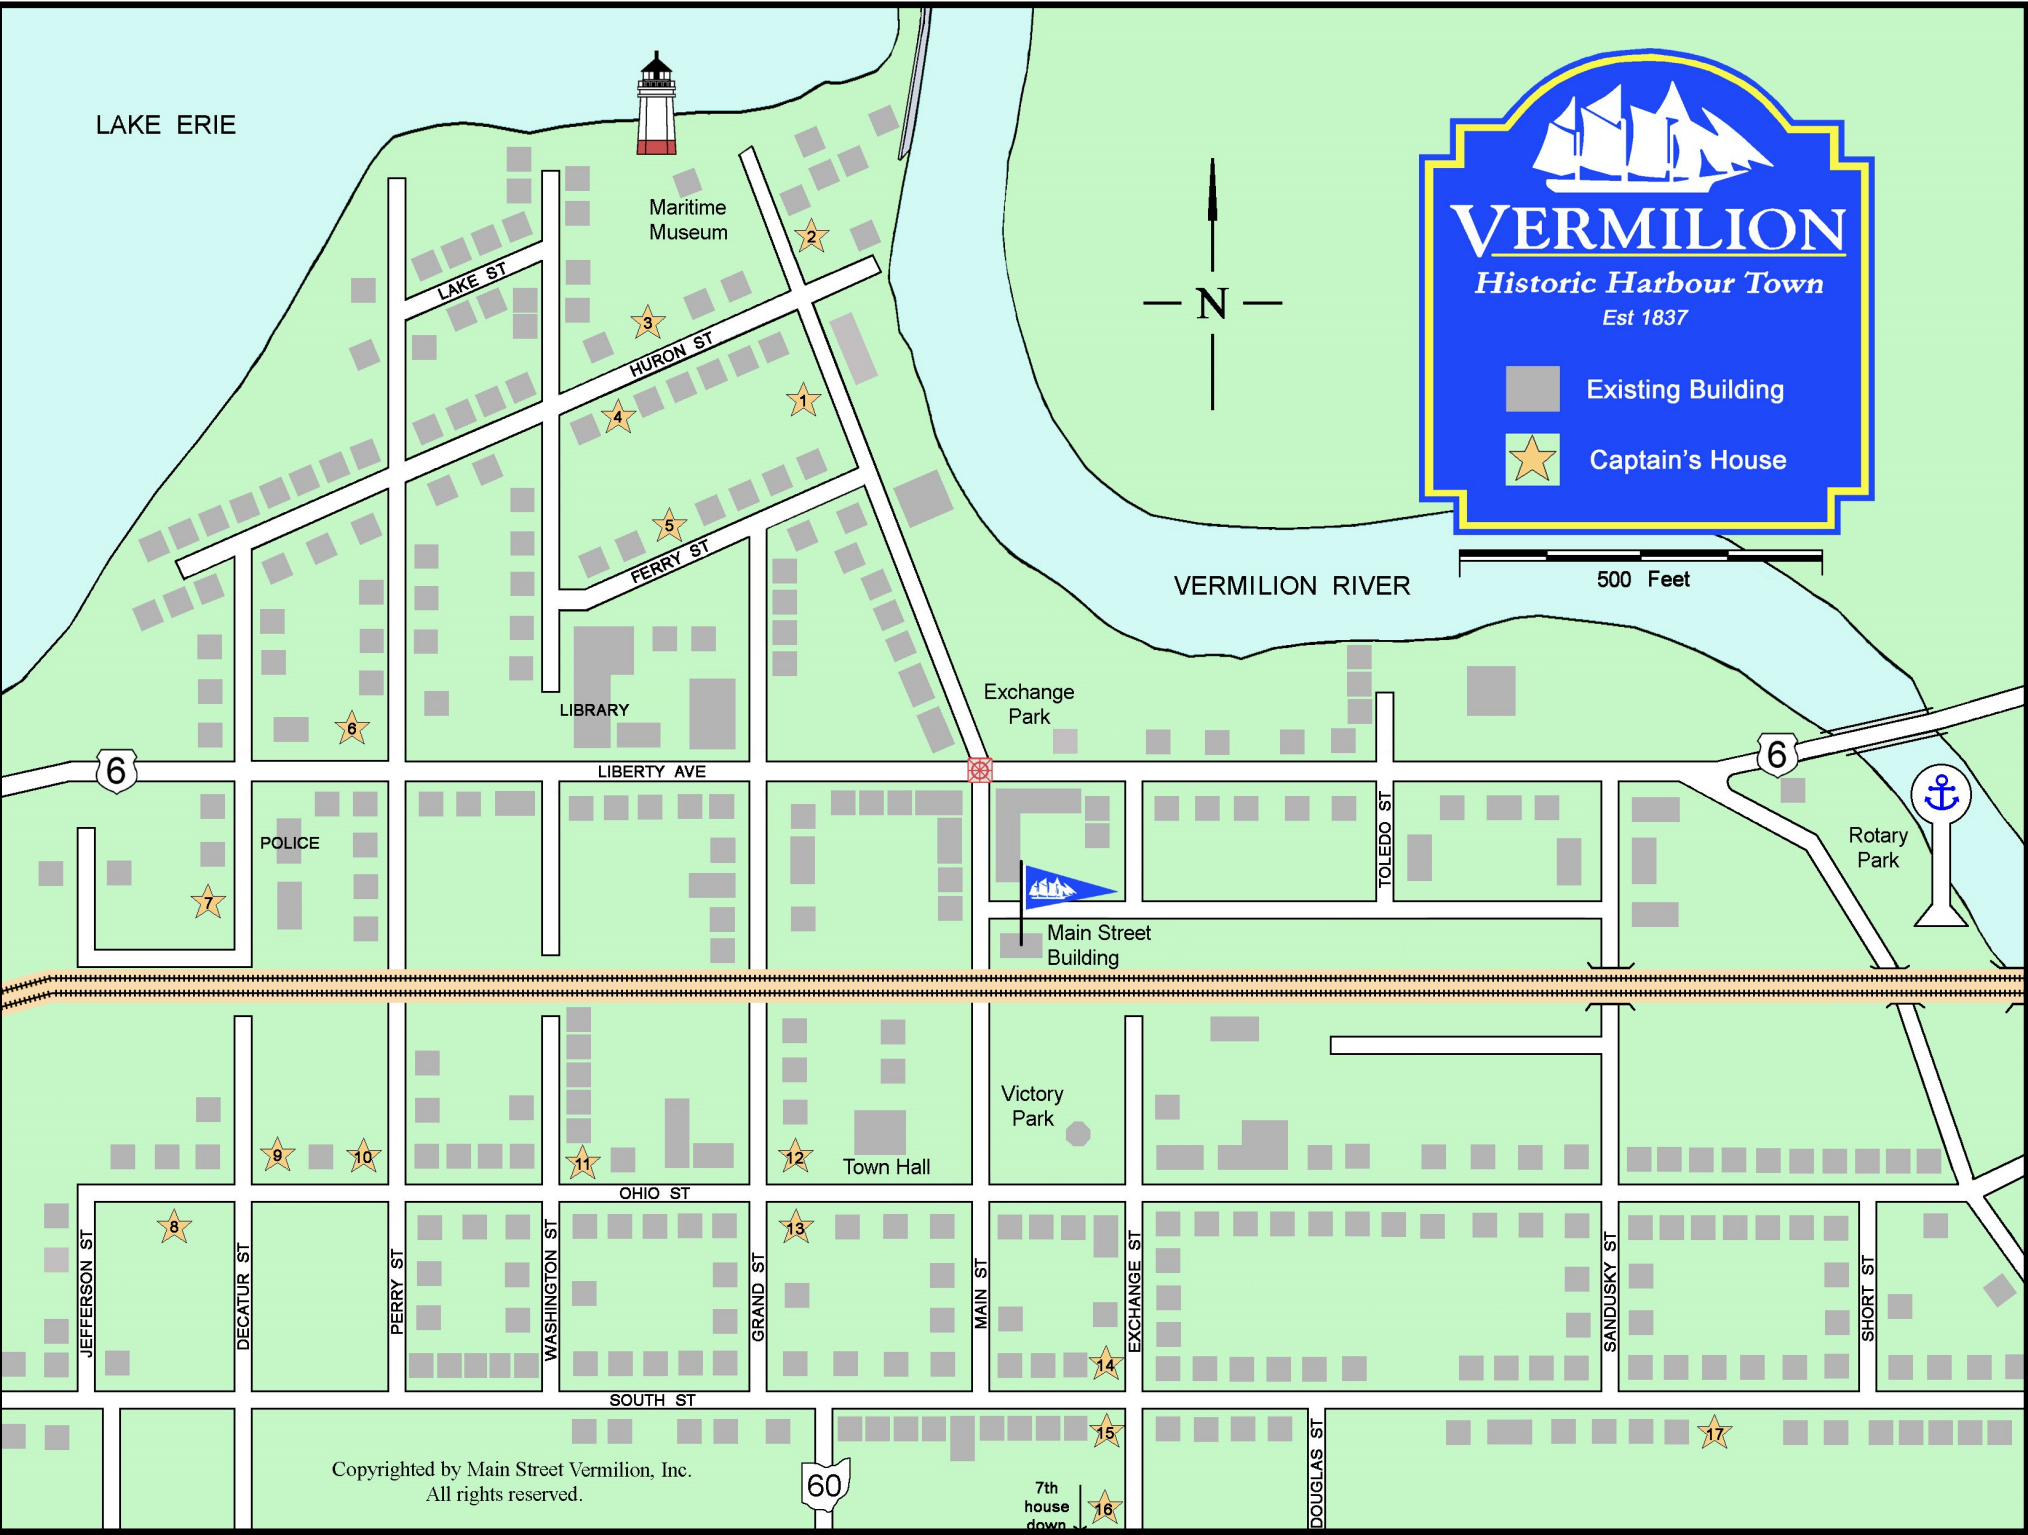 LAKE ERIE
VERMILION
Historic Harbour Town
Est 1837
Existing Building
Captain's House
Maritime
Museum
N
2
LAKE ST
3
HURON ST
1
4
5
FERRY ST
500 Feet
VERMILION RIVER
Exchange
Park
LIBRARY
6
6
LIBERTY AVE
6
TOLEDO ST
POLICE
Rotary
Park
7
Main Street
Building
Victory
Park
9
10
11
12
Town Hall
OHIO ST
8
13
JEFFERSON ST
DECATUR ST
PERRY ST
WASHINGTON ST
GRAND ST
MAIN ST
EXCHANGE ST
SANDUSKY ST
SHORT ST
14
SOUTH ST
15
17
Copyrighted by Main Street Vermilion, Inc.
All rights reserved.
60
7th
house
down
16
DOUGLAS ST